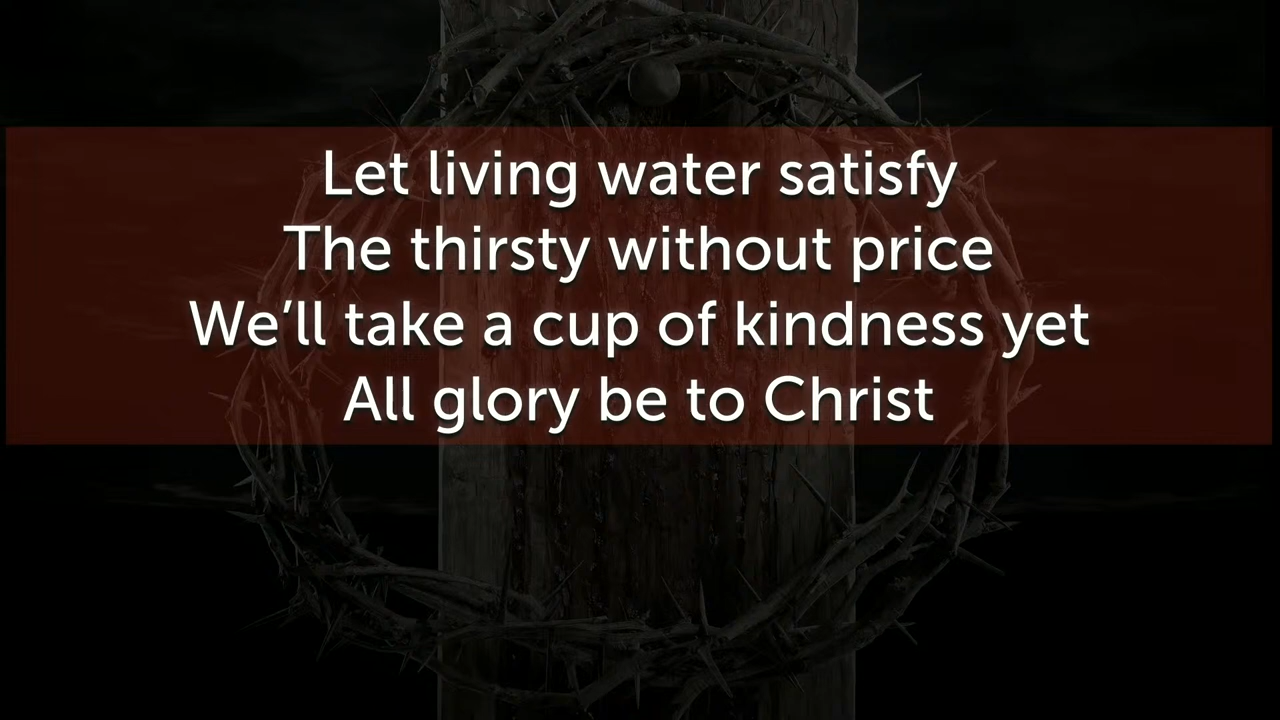 Let living water satisfy
The thirsty without price
We’ll take a cup of kindness yet
All glory be to Christ